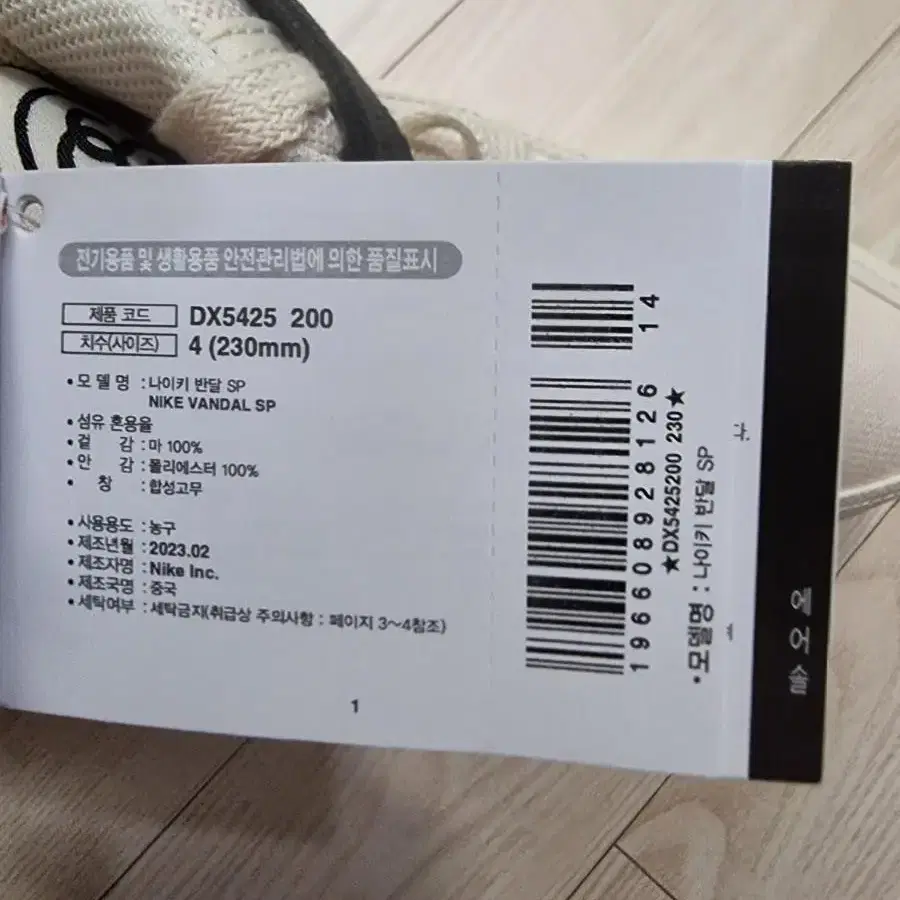 전기용품 및 생활용품 안전관리법에 의한 품질표시
제품 코드 DX5425 200
치수(사이즈) 4 (230mm)
• 모 델 명 : 나이키 반달 SP
NIKE VANDAL SP
• 섬유 혼용율
• 겉 감 : 마 100%
• 안 감 : 폴리에스터 100%
• 창 : 합성고무
• 사용용도 : 농구
• 제조년월 : 2023.02
• 제조자명 : Nike Inc.
• 제조국명 : 중국
• 세탁여부 : 세탁금지(취급상 주의사항 : 페이지 3~4참조)
1
14
196608928126
★DX5425200 230★
• 모델명 : 나이키 반달 SP
에어솔